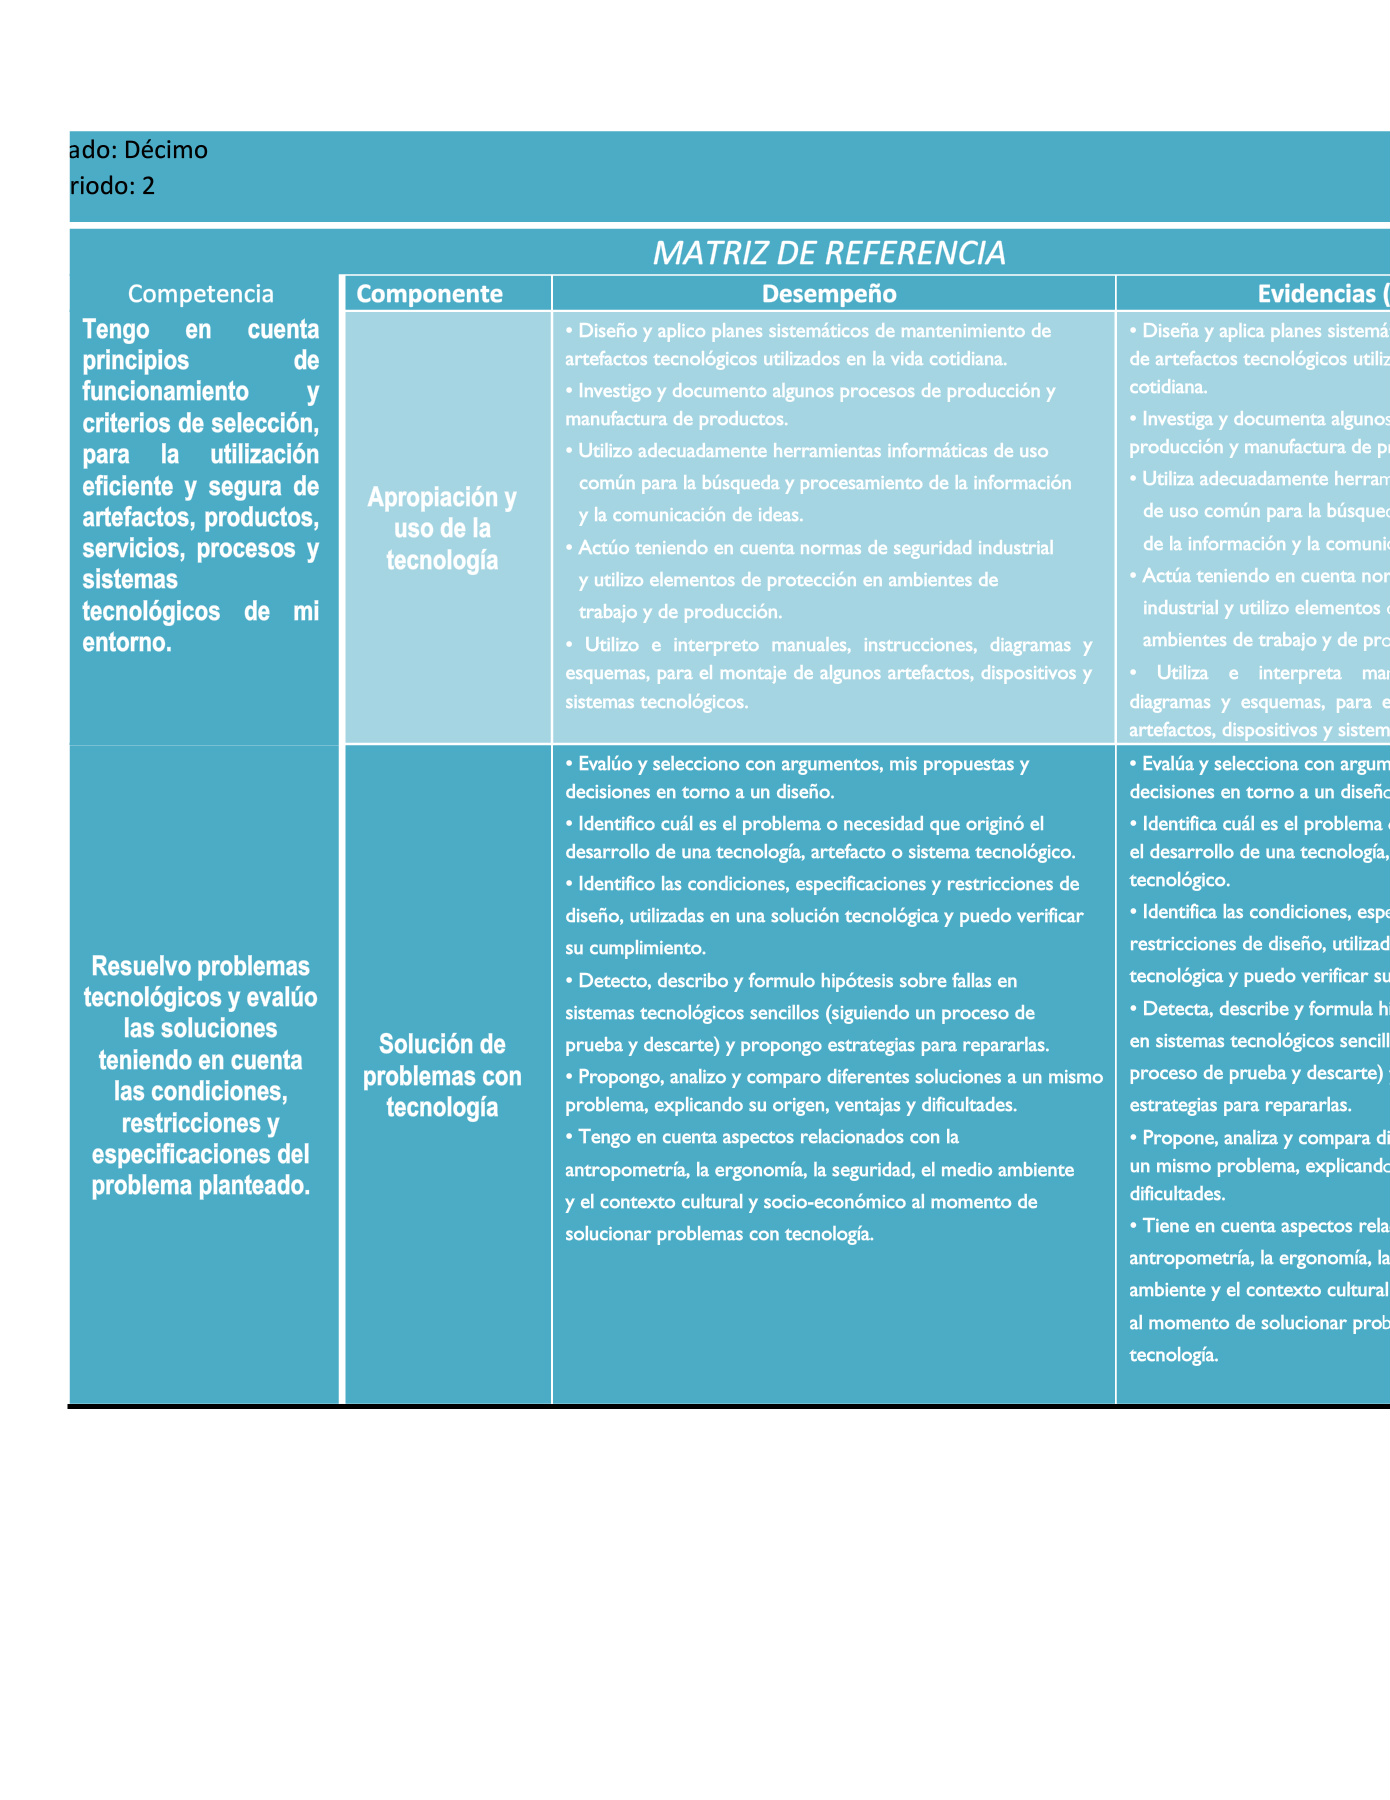 ado: Décimo
riodo: 2
MATRIZ DE REFERENCIA
Competencia
Componente
Desempeño
Evidencias (
Tengo en cuenta
principios de
funcionamiento y
criterios de selección,
para la utilización
eficiente y segura de
artefactos, productos,
servicios, procesos y
sistemas
tecnológicos de mi
entorno.
Apropiación y
uso de la
tecnología
• Diseño y aplico planes sistemáticos de mantenimiento de
artefactos tecnológicos utilizados en la vida cotidiana.
• Investigo y documento algunos procesos de producción y
manufactura de productos.
• Utilizo adecuadamente herramientas informáticas de uso
común para la búsqueda y procesamiento de la información
y la comunicación de ideas.
• Actúo teniendo en cuenta normas de seguridad industrial
y utilizo elementos de protección en ambientes de
trabajo y de producción.
• Utilizo e interpreto manuales, instrucciones, diagramas y
esquemas, para el montaje de algunos artefactos, dispositivos y
sistemas tecnológicos.
• Diseña y aplica planes sistemá
de artefactos tecnológicos utiliz
cotidiana.
• Investiga y documenta algunos
producción y manufactura de pr
• Utiliza adecuadamente herram
de uso común para la búsqued
de la información y la comunic
• Actúa teniendo en cuenta nor
industrial y utilizo elementos
ambientes de trabajo y de pro
• Utiliza e interpreta man
diagramas y esquemas, para e
artefactos, dispositivos y sistem
Resuelvo problemas
tecnológicos y evalúo
las soluciones
teniendo en cuenta
las condiciones,
restricciones y
especificaciones del
problema planteado.
Solución de
problemas con
tecnología
• Evalúo y selecciono con argumentos, mis propuestas y
decisiones en torno a un diseño.
• Identifico cuál es el problema o necesidad que originó el
desarrollo de una tecnología, artefacto o sistema tecnológico.
• Identifico las condiciones, especificaciones y restricciones de
diseño, utilizadas en una solución tecnológica y puedo verificar
su cumplimiento.
• Detecto, describo y formulo hipótesis sobre fallas en
sistemas tecnológicos sencillos (siguiendo un proceso de
prueba y descarte) y propongo estrategias para repararlas.
• Propongo, analizo y comparo diferentes soluciones a un mismo
problema, explicando su origen, ventajas y dificultades.
• Tengo en cuenta aspectos relacionados con la
antropometría, la ergonomía, la seguridad, el medio ambiente
y el contexto cultural y socio-económico al momento de
solucionar problemas con tecnología.
• Evalúa y selecciona con argum
decisiones en torno a un diseño
• Identifica cuál es el problema
el desarrollo de una tecnología,
tecnológico.
• Identifica las condiciones, espe
restricciones de diseño, utilizad
tecnológica y puedo verificar su
• Detecta, describe y formula hi
en sistemas tecnológicos sencill
proceso de prueba y descarte)
estrategias para repararlas.
• Propone, analiza y compara di
un mismo problema, explicando
dificultades.
• Tiene en cuenta aspectos rela
antropometría, la ergonomía, la
ambiente y el contexto cultural
al momento de solucionar prob
tecnología.